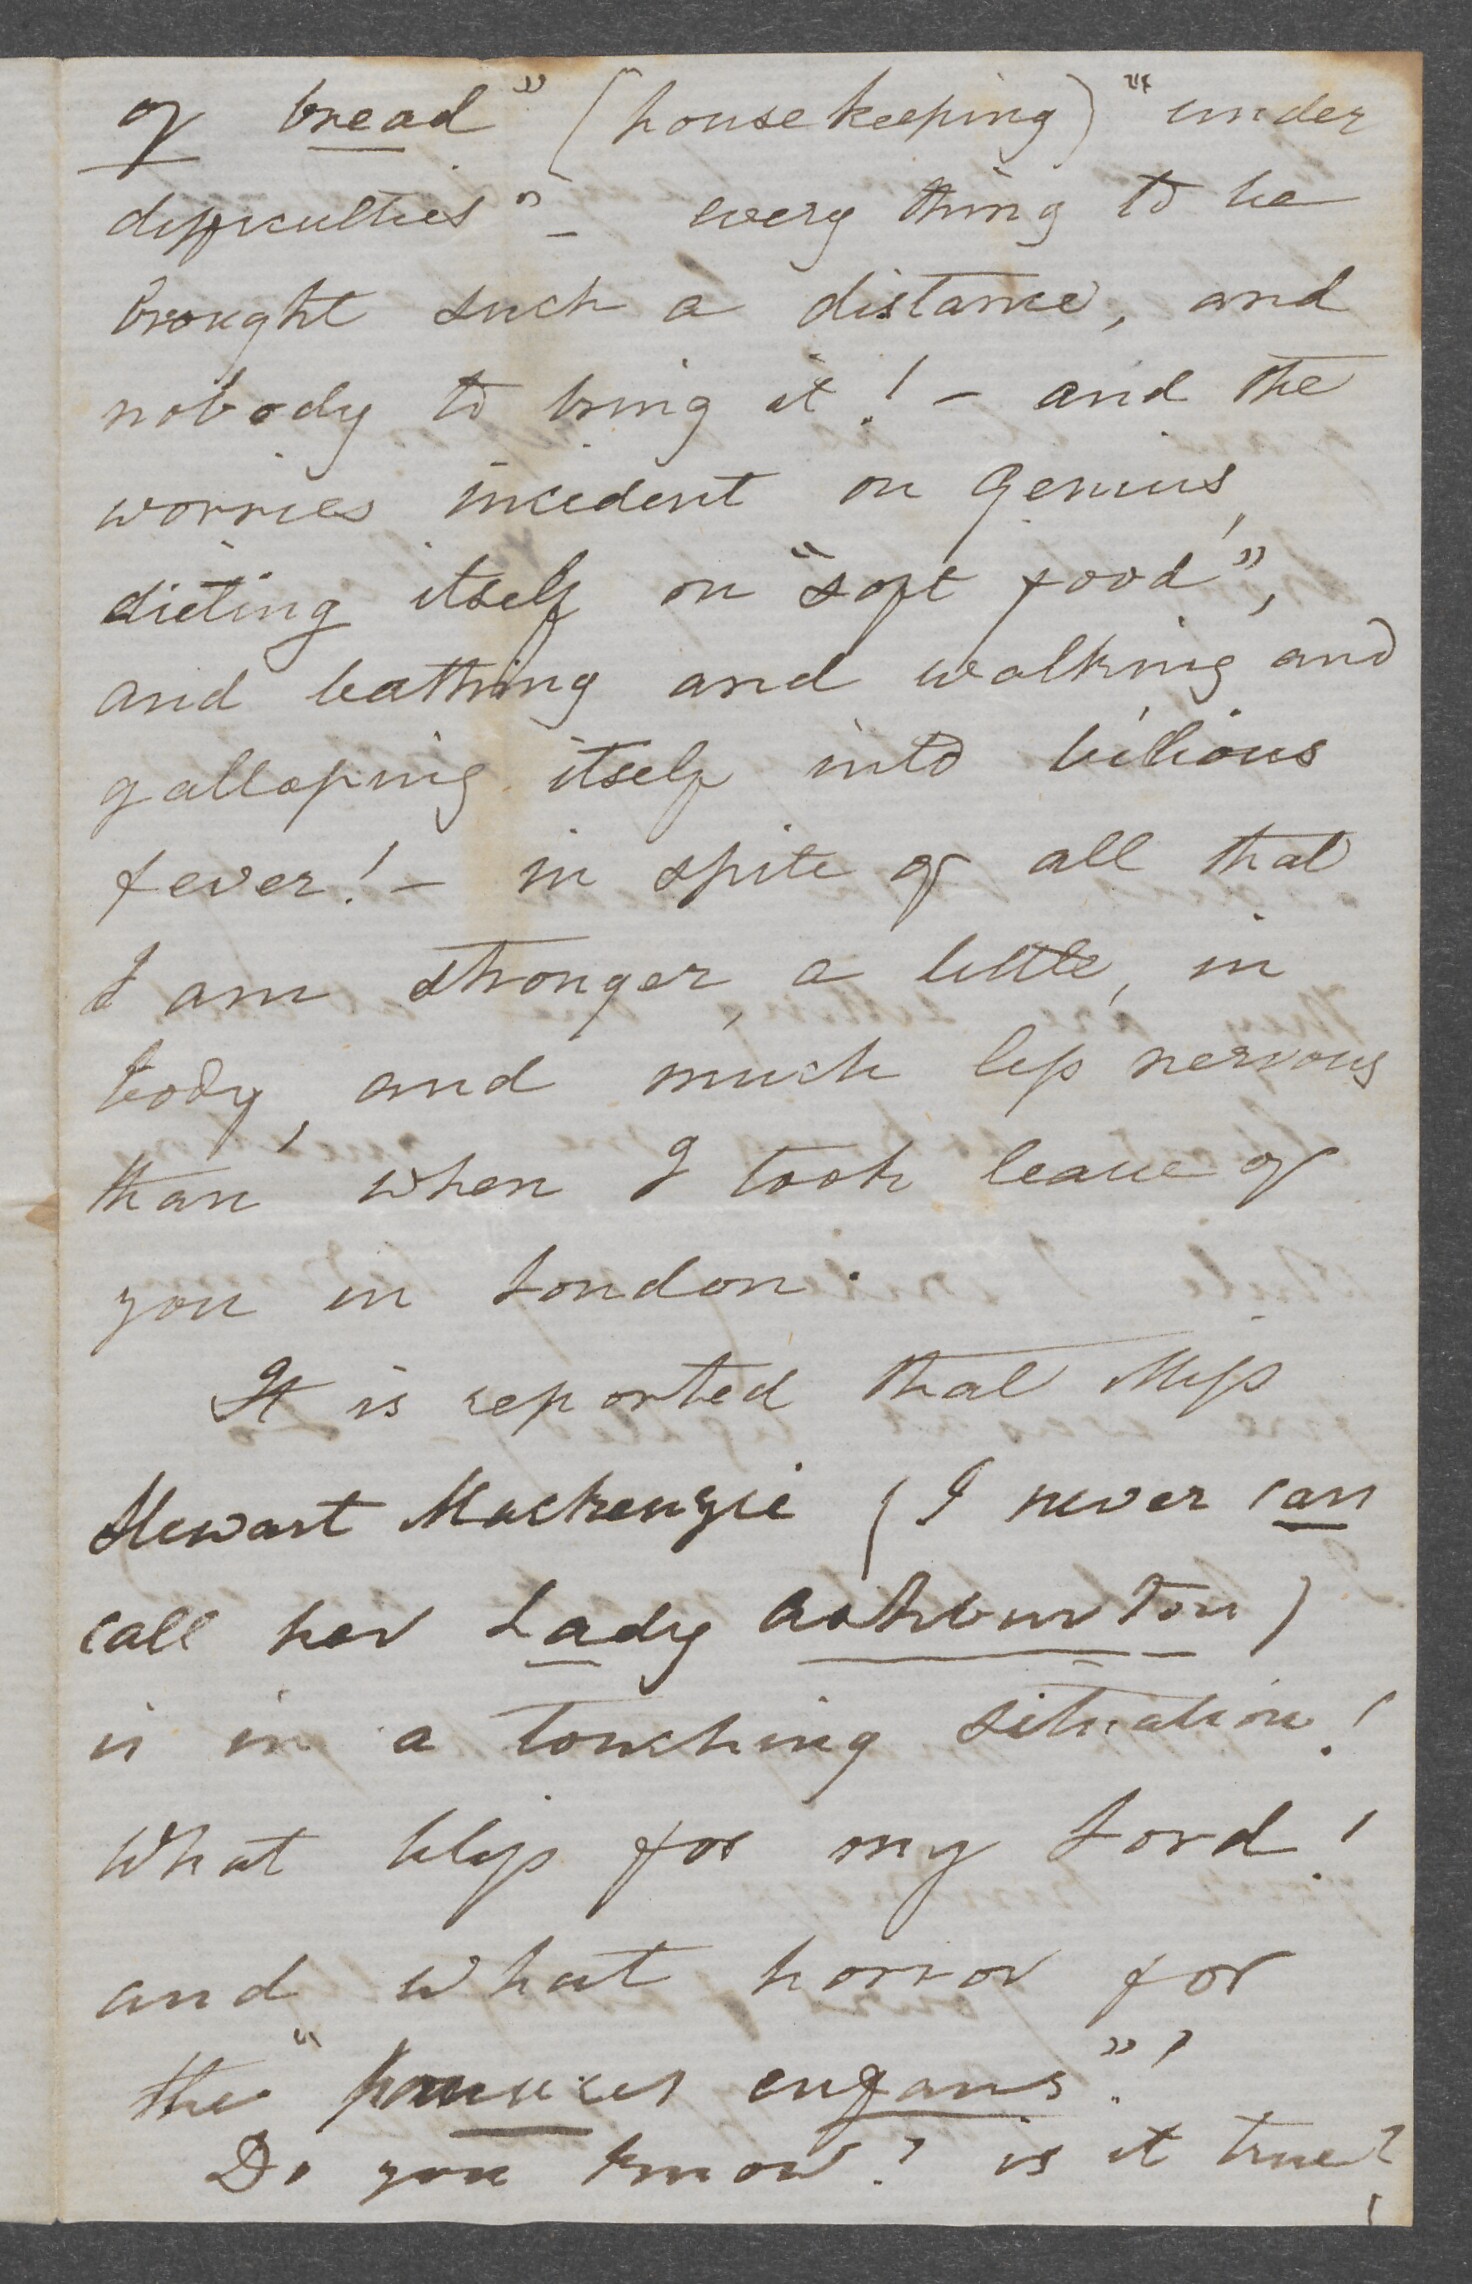 of bread" (housekeeping) "under
difficulties" – every thing to be
brought such a distance, and
nobody to bring it! – and the
worries incident on Genius,
dieting itself on "soft food",
and bathing and walking and
galloping itself into bilious
fever! – in spite of all that
I am stronger a little, in
body, and much less nervous
than when I took leave of
you in London.
It is reported that Miss
Stewart Mackenzie (I never can
call her Lady Ashburton)
is in a touching situation!
What bliss for my Lord!
and what horror for
the "pauvres enfans"!
Do you know? is it true?